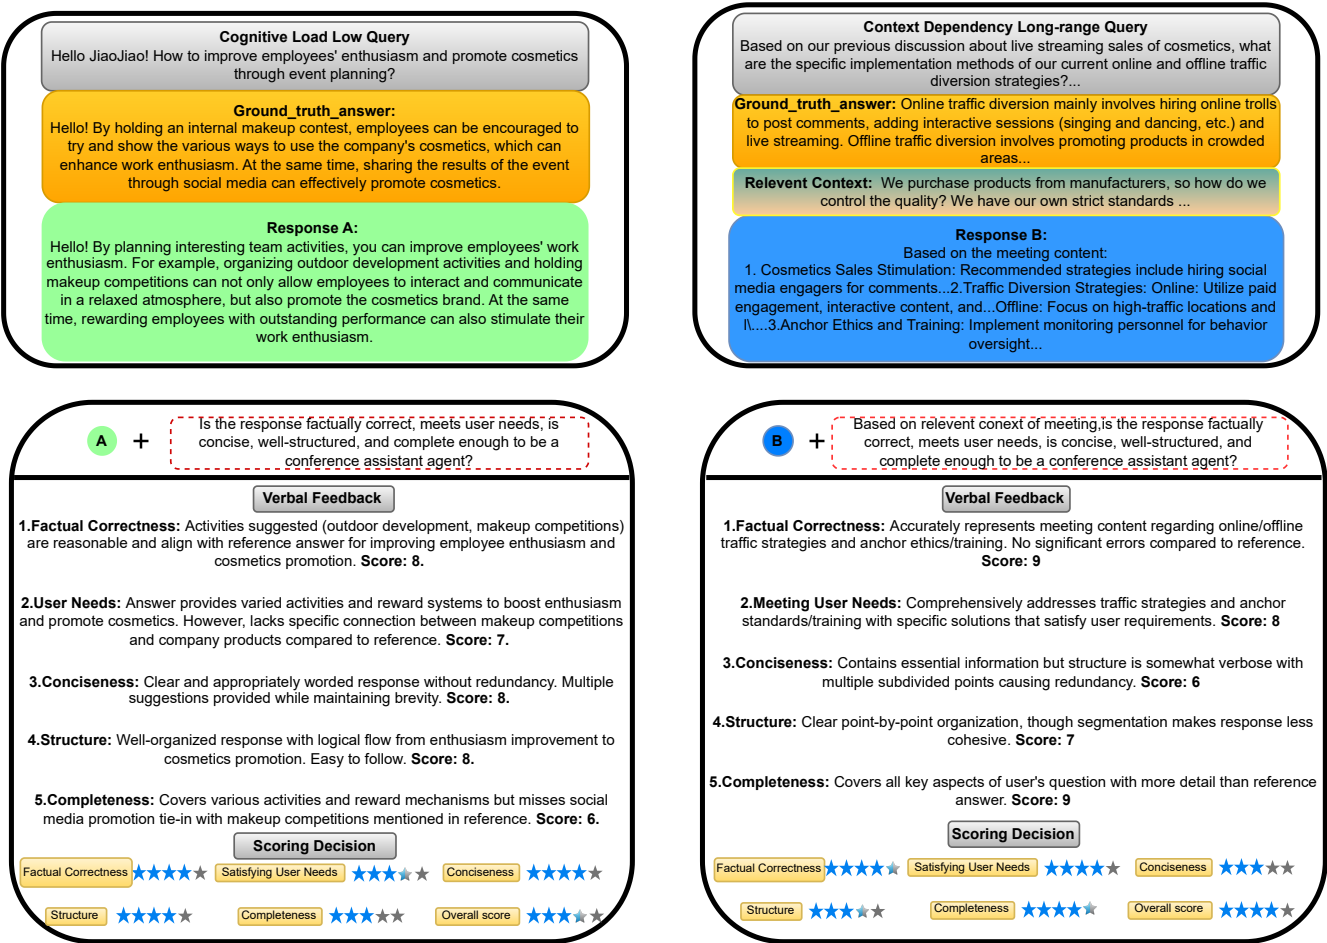 Cognitive Load Low Query
Hello JiaoJiao! How to improve employees' enthusiasm and promote cosmetics
through event planning?
Ground_truth_answer:
Hello! By holding an internal makeup contest, employees can be encouraged to
try and show the various ways to use the company's cosmetics, which can
enhance work enthusiasm. At the same time, sharing the results of the event
through social media can effectively promote cosmetics.
Response A:
Hello! By planning interesting team activities, you can improve employees' work
enthusiasm. For example, organizing outdoor development activities and holding
makeup competitions can not only allow employees to interact and communicate
in a relaxed atmosphere, but also promote the cosmetics brand. At the same
time, rewarding employees with outstanding performance can also stimulate their
work enthusiasm.
Context Dependency Long-range Query
Based on our previous discussion about live streaming sales of cosmetics, what
are the specific implementation methods of our current online and offline traffic
diversion strategies?...
Ground_truth_answer: Online traffic diversion mainly involves hiring online trolls
to post comments, adding interactive sessions (singing and dancing, etc.) and
live streaming. Offline traffic diversion involves promoting products in crowded
areas...
Relevent Context: We purchase products from manufacturers, so how do we
control the quality? We have our own strict standards ...
Response B:
Based on the meeting content:
1. Cosmetics Sales Stimulation: Recommended strategies include hiring social
media engagers for comments...2.Traffic Diversion Strategies: Online: Utilize paid
engagement, interactive content, and...Offline: Focus on high-traffic locations and
l\....3.Anchor Ethics and Training: Implement monitoring personnel for behavior
oversight...
A
+
Is the response factually correct, meets user needs, is
concise, well-structured, and complete enough to be a
conference assistant agent?
Verbal Feedback
1.Factual Correctness: Activities suggested (outdoor development, makeup competitions)
are reasonable and align with reference answer for improving employee enthusiasm and
cosmetics promotion. Score: 8.
2.User Needs: Answer provides varied activities and reward systems to boost enthusiasm
and promote cosmetics. However, lacks specific connection between makeup competitions
and company products compared to reference. Score: 7.
3.Conciseness: Clear and appropriately worded response without redundancy. Multiple
suggestions provided while maintaining brevity. Score: 8.
4.Structure: Well-organized response with logical flow from enthusiasm improvement to
cosmetics promotion. Easy to follow. Score: 8.
5.Completeness: Covers various activities and reward mechanisms but misses social
media promotion tie-in with makeup competitions mentioned in reference. Score: 6.
Scoring Decision
Factual Correctness
Satisfying User Needs
Conciseness
Structure
Completeness
Overall score
B
+
Based on relevent conext of meeting,is the response factually
correct, meets user needs, is concise, well-structured, and
complete enough to be a conference assistant agent?
Verbal Feedback
1.Factual Correctness: Accurately represents meeting content regarding online/offline
traffic strategies and anchor ethics/training. No significant errors compared to reference.
Score: 9
2.Meeting User Needs: Comprehensively addresses traffic strategies and anchor
standards/training with specific solutions that satisfy user requirements. Score: 8
3.Conciseness: Contains essential information but structure is somewhat verbose with
multiple subdivided points causing redundancy. Score: 6
4.Structure: Clear point-by-point organization, though segmentation makes response less
cohesive. Score: 7
5.Completeness: Covers all key aspects of user's question with more detail than reference
answer. Score: 9
Scoring Decision
Factual Correctness
Satisfying User Needs
Conciseness
Structure
Completeness
Overall score